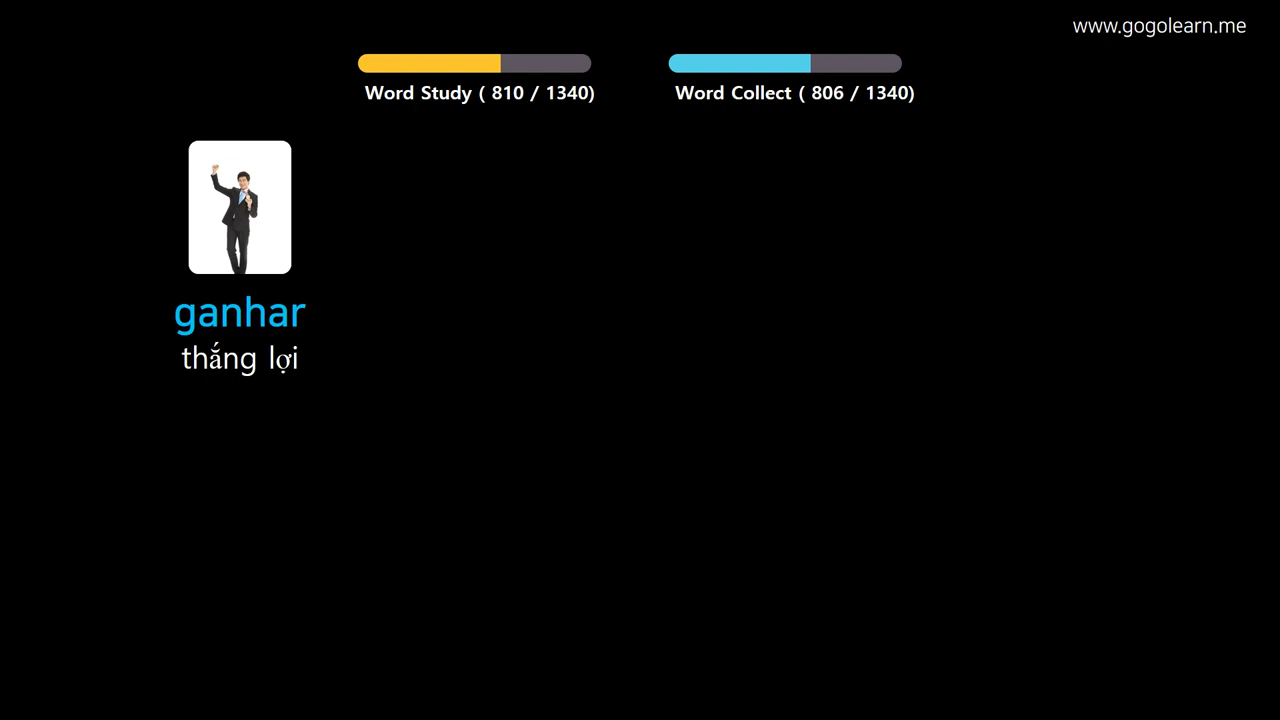 www.gogolearn.me
Word Study ( 810 / 1340)
Word Collect ( 806 / 1340)
ganhar
thắng lợi